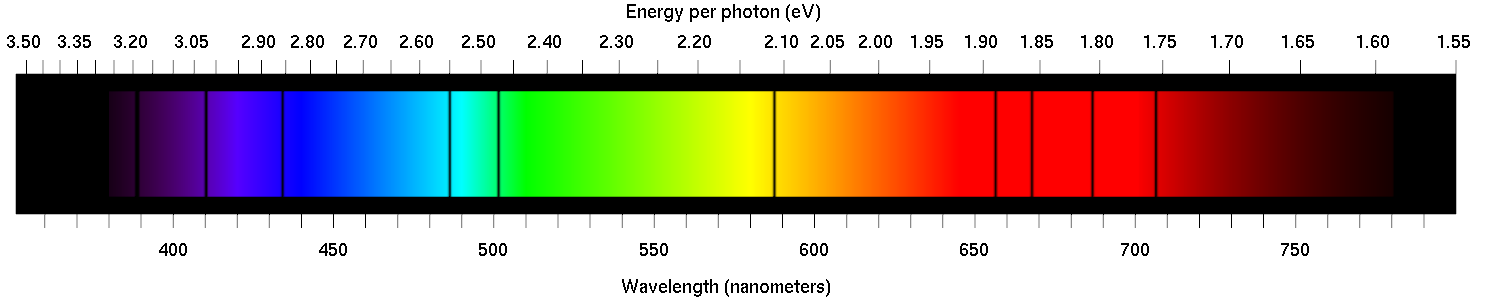 Energy per photon (eV)
3.50 3.35 3.20 3.05 2.90 2.80 2.70 2.60 2.50 2.40 2.30 2.20 2.10 2.05 2.00 1.95 1.90 1.85 1.80 1.75 1.70 1.65 1.60 1.55
400 450 500 550 600 650 700 750
Wavelength (nanometers)